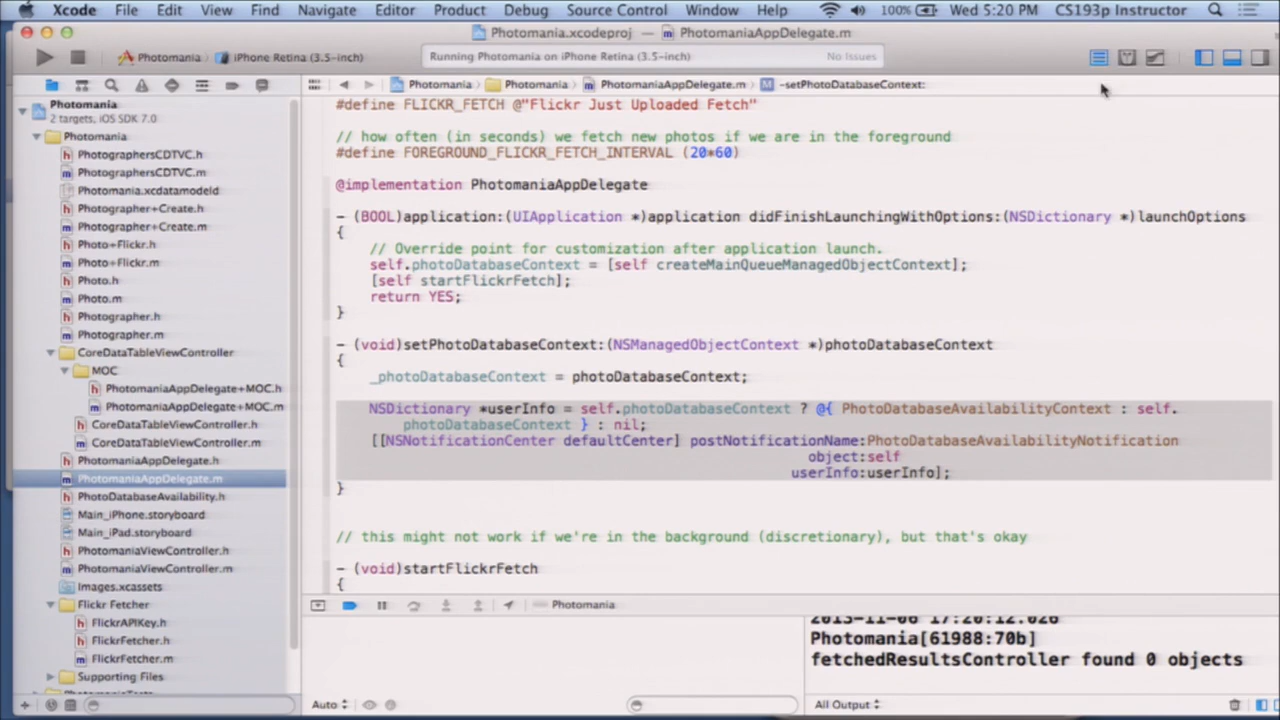 Xcode File Edit View Find Navigate Editor Product Debug Source Control Window Help 100% Wed 5:20 PM CS193p Instructor
Photomania.xcodeproj — PhotomaniaAppDelegate.m
Photomania iPhone Retina (3.5-inch) Running Photomania on iPhone Retina (3.5-inch) No Issues
Photomania Photomania PhotomaniaAppDelegate.m -setPhotoDatabaseContext:
Photomania
2 targets, iOS SDK 7.0
Photomania
PhotographersCDTVC.h
PhotographersCDTVC.m
Photomania.xcdatamodeld
Photographer+Create.h
Photographer+Create.m
Photo+Flickr.h
Photo+Flickr.m
Photo.h
Photo.m
Photographer.h
Photographer.m
CoreDataTableViewController
MOC
PhotomaniaAppDelegate+MOC.h
PhotomaniaAppDelegate+MOC.m
CoreDataTableViewController.h
CoreDataTableViewController.m
PhotomaniaAppDelegate.h
PhotomaniaAppDelegate.m
PhotoDatabaseAvailability.h
Main_iPhone.storyboard
Main_iPad.storyboard
PhotomaniaViewController.h
PhotomaniaViewController.m
Images.xcassets
Flickr Fetcher
FlickrAPIKey.h
FlickrFetcher.h
FlickrFetcher.m
Supporting Files
PhotomaniaTests
#define FLICKR_FETCH @"Flickr Just Uploaded Fetch"
// how often (in seconds) we fetch new photos if we are in the foreground
#define FOREGROUND_FLICKR_FETCH_INTERVAL (20*60)
@implementation PhotomaniaAppDelegate
- (BOOL)application:(UIApplication *)application didFinishLaunchingWithOptions:(NSDictionary *)launchOptions
{
// Override point for customization after application launch.
self.photoDatabaseContext = [self createMainQueueManagedObjectContext];
[self startFlickrFetch];
return YES;
}
- (void)setPhotoDatabaseContext:(NSManagedObjectContext *)photoDatabaseContext
{
_photoDatabaseContext = photoDatabaseContext;
NSDictionary *userInfo = self.photoDatabaseContext ? @{ PhotoDatabaseAvailabilityContext : self.
photoDatabaseContext } : nil;
[[NSNotificationCenter defaultCenter] postNotificationName:PhotoDatabaseAvailabilityNotification
object:self
userInfo:userInfo];
}
// this might not work if we're in the background (discretionary), but that's okay
- (void)startFlickrFetch
{
Photomania
2013-11-06 17:20:12.026
Photomania[61988:70b]
fetchedResultsController found 0 objects
Auto All Output